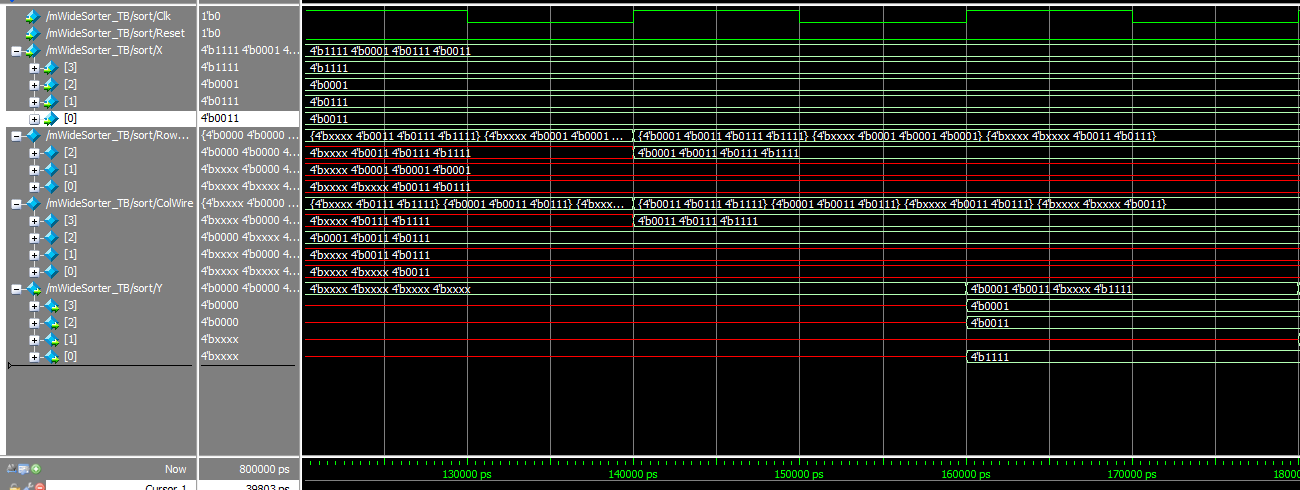 /mWideSorter_TB/sort/Clk 1'b0
/mWideSorter_TB/sort/Reset 1'b0
/mWideSorter_TB/sort/X 4'b1111 4'b0001 4... 4'b1111 4'b0001 4'b0111 4'b0011
[3] 4'b1111 4'b1111
[2] 4'b0001 4'b0001
[1] 4'b0111 4'b0111
[0] 4'b0011 4'b0011
/mWideSorter_TB/sort/Row... {4'b0000 4'b0000 ... {4'bxxxx 4'b0011 4'b0111 4'b1111} {4'bxxxx 4'b0001 4'b0001 ... {4'b0001 4'b0011 4'b0111 4'b1111} {4'bxxxx 4'b0001 4'b0001 4'b0001} {4'bxxxx 4'bxxxx 4'b0011 4'b0111}
[2] 4'b0000 4'b0000 4... 4'bxxxx 4'b0011 4'b0111 4'b1111 4'b0001 4'b0011 4'b0111 4'b1111
[1] 4'bxxxx 4'b0000 4... 4'bxxxx 4'b0001 4'b0001 4'b0001
[0] 4'bxxxx 4'bxxxx 4... 4'bxxxx 4'bxxxx 4'b0011 4'b0111
/mWideSorter_TB/sort/ColWire {4'bxxxx 4'b0000 ... {4'bxxxx 4'b0111 4'b1111} {4'b0001 4'b0011 4'b0111} {4'bxxxx... {4'b0011 4'b0111 4'b1111} {4'b0001 4'b0011 4'b0111} {4'bxxxx 4'b0011 4'b0111} {4'bxxxx 4'bxxxx 4'b0011}
[3] 4'bxxxx 4'b0000 4... 4'bxxxx 4'b0111 4'b1111 4'b0011 4'b0111 4'b1111
[2] 4'b0000 4'bxxxx 4... 4'b0001 4'b0011 4'b0111
[1] 4'bxxxx 4'b0000 4... 4'bxxxx 4'b0011 4'b0111
[0] 4'bxxxx 4'bxxxx 4... 4'bxxxx 4'bxxxx 4'b0011
/mWideSorter_TB/sort/Y 4'b0000 4'b0000 4... 4'bxxxx 4'bxxxx 4'bxxxx 4'bxxxx 4'b0001 4'b0011 4'bxxxx 4'b1111
[3] 4'b0000 4'b0001
[2] 4'b0000 4'b0011
[1] 4'bxxxx
[0] 4'bxxxx 4'b1111
Now 800000 ps 130000 ps 140000 ps 150000 ps 160000 ps 170000 ps 180000
Cursor 1 39803 ps